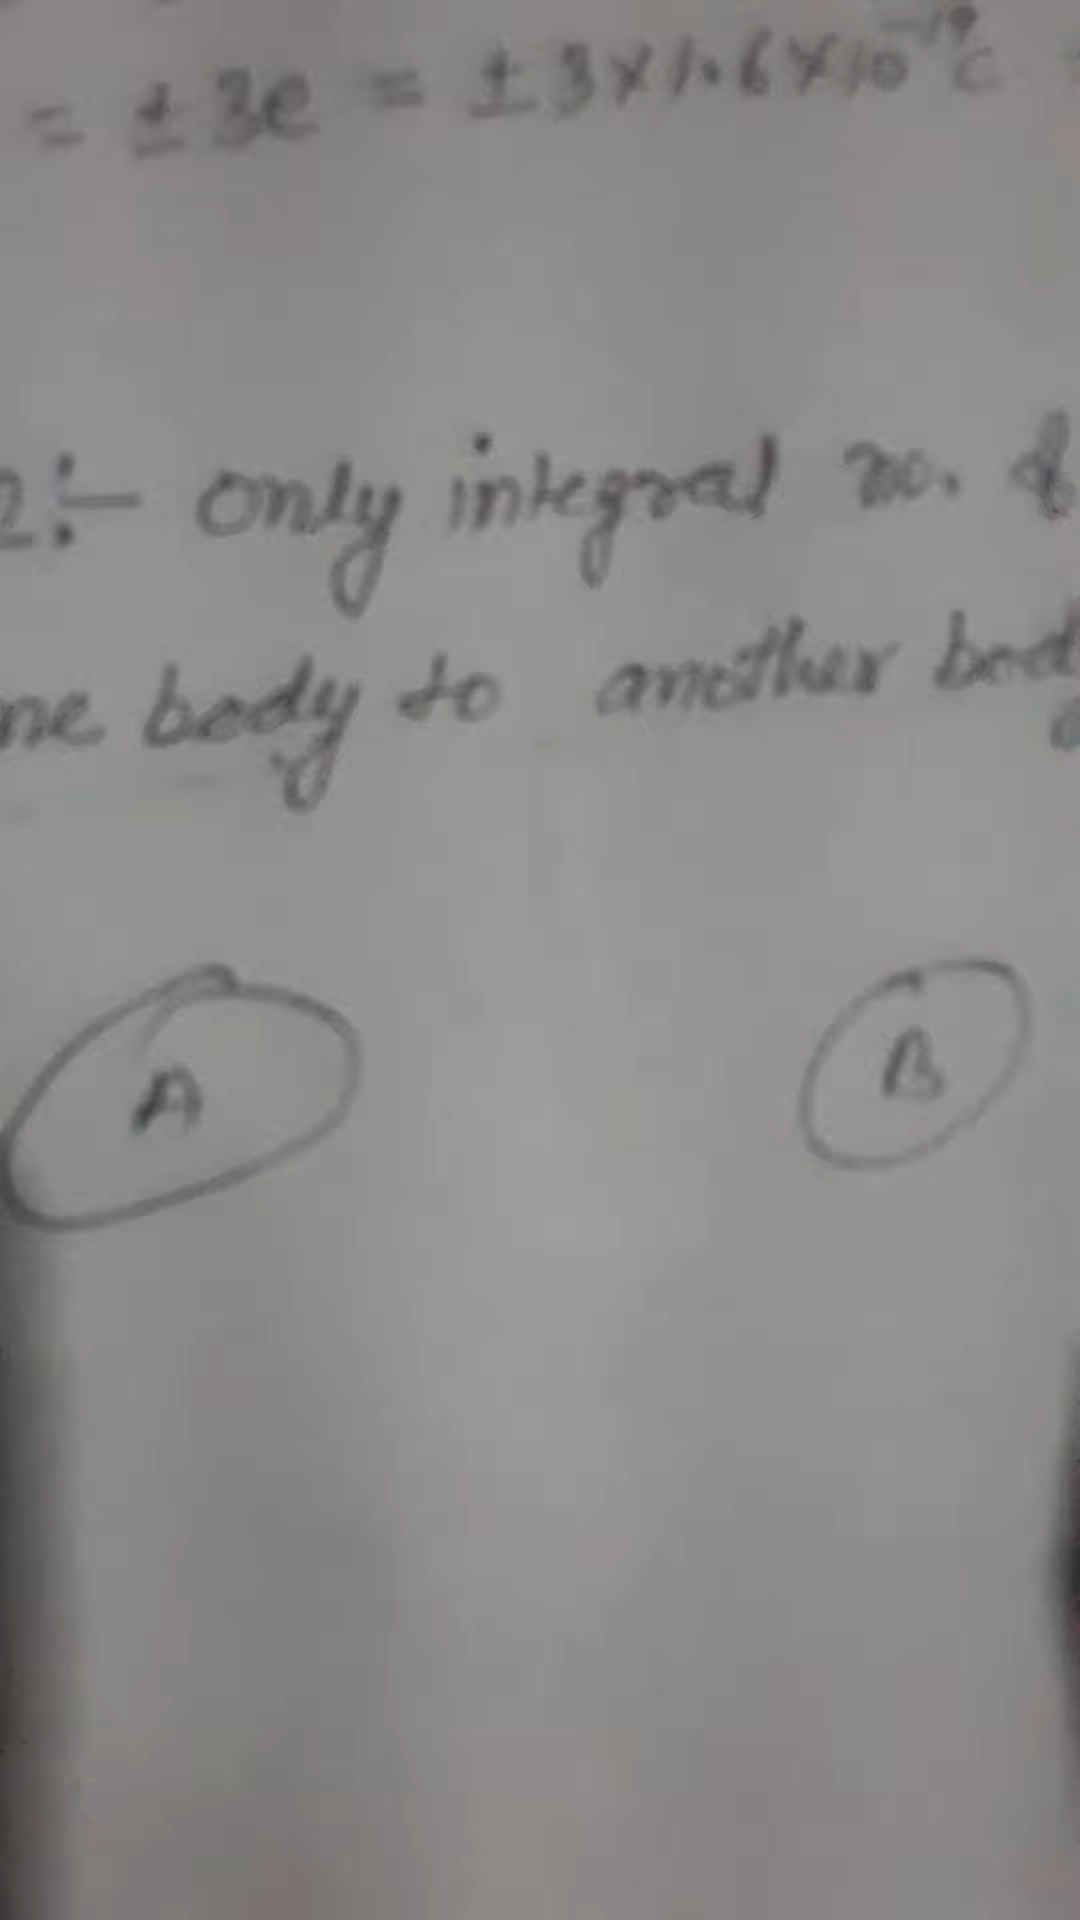 = ± 3e = ± 3×1.6×10⁻¹⁹C
2:- only integral no. of
ne body to another bod
A
B